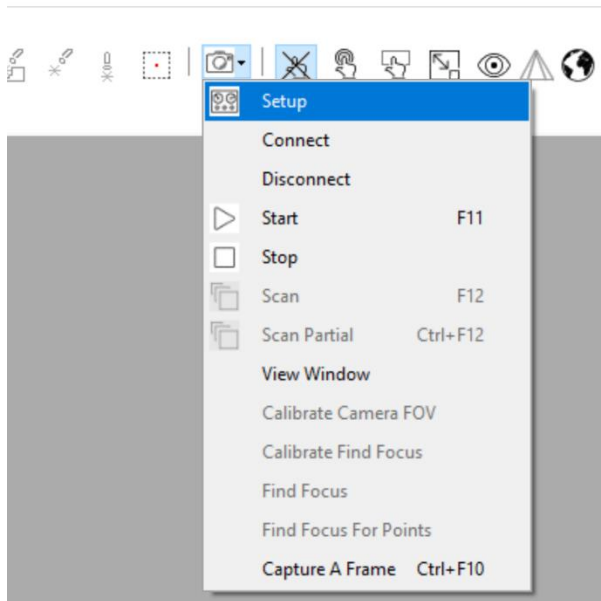 Setup
Connect
Disconnect
Start F11
Stop
Scan F12
Scan Partial Ctrl+F12
View Window
Calibrate Camera FOV
Calibrate Find Focus
Find Focus
Find Focus For Points
Capture A Frame Ctrl+F10